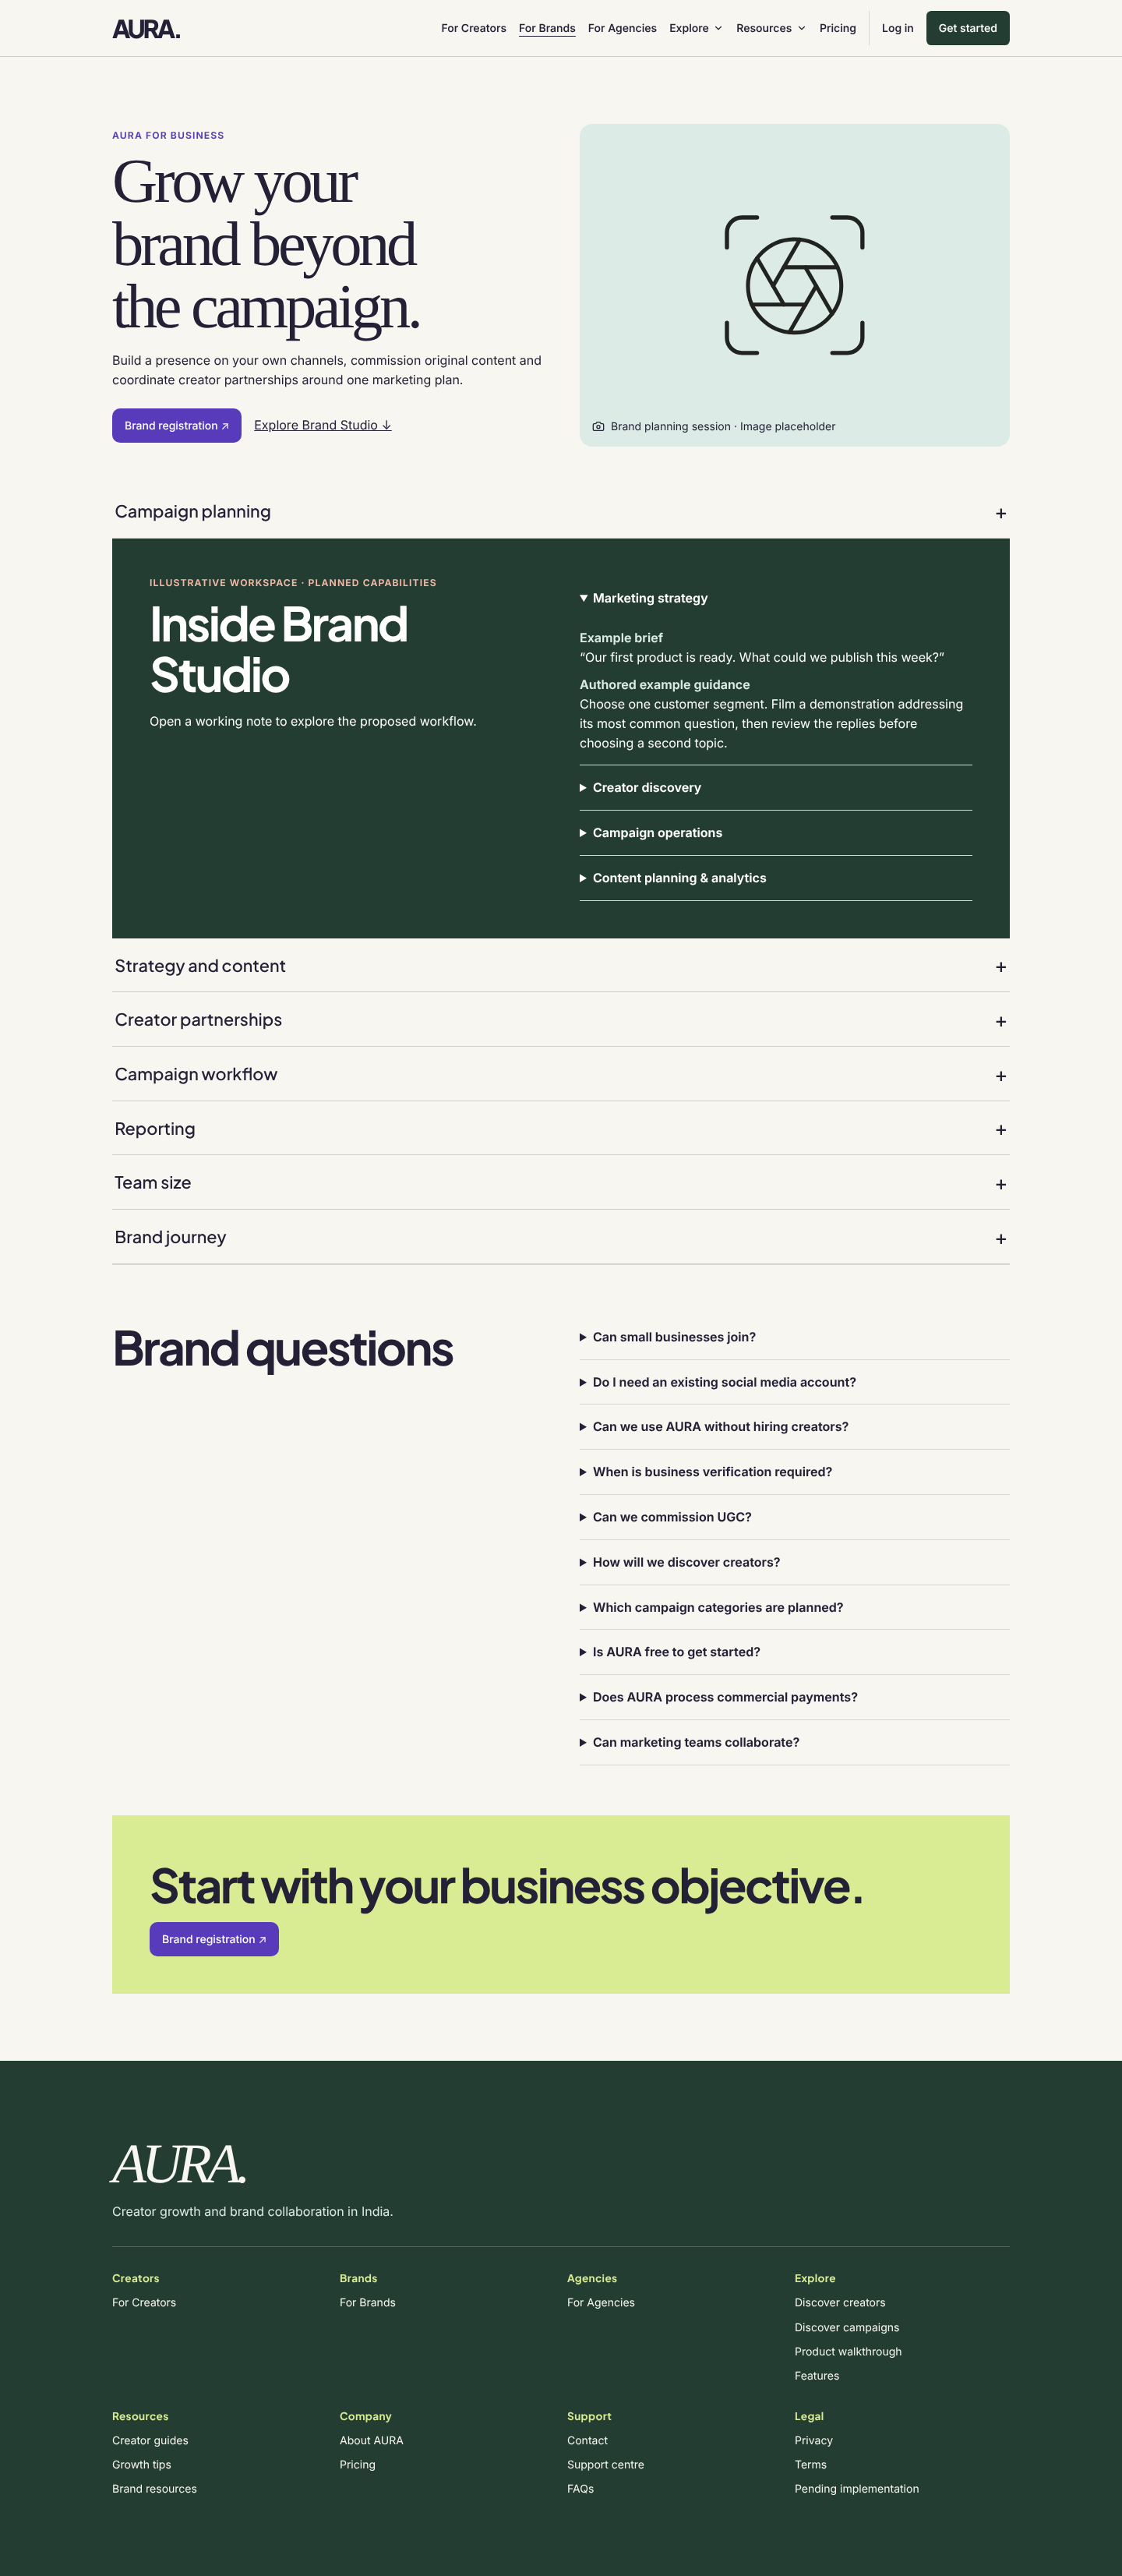 AURA.
For Creators For Brands For Agencies Explore Resources Pricing Log in Get started
AURA FOR BUSINESS
Grow your
brand beyond
the campaign.
Build a presence on your own channels, commission original content and
coordinate creator partnerships around one marketing plan.
Brand registration ↗ Explore Brand Studio ↓
Brand planning session · Image placeholder
Campaign planning +
ILLUSTRATIVE WORKSPACE · PLANNED CAPABILITIES
Inside Brand
Studio
Open a working note to explore the proposed workflow.
▼ Marketing strategy
Example brief
“Our first product is ready. What could we publish this week?”
Authored example guidance
Choose one customer segment. Film a demonstration addressing
its most common question, then review the replies before
choosing a second topic.
▶ Creator discovery
▶ Campaign operations
▶ Content planning & analytics
Strategy and content +
Creator partnerships +
Campaign workflow +
Reporting +
Team size +
Brand journey +
Brand questions
▶ Can small businesses join?
▶ Do I need an existing social media account?
▶ Can we use AURA without hiring creators?
▶ When is business verification required?
▶ Can we commission UGC?
▶ How will we discover creators?
▶ Which campaign categories are planned?
▶ Is AURA free to get started?
▶ Does AURA process commercial payments?
▶ Can marketing teams collaborate?
Start with your business objective.
Brand registration ↗
AURA.
Creator growth and brand collaboration in India.
Creators
For Creators
Brands
For Brands
Agencies
For Agencies
Explore
Discover creators
Discover campaigns
Product walkthrough
Features
Resources
Creator guides
Growth tips
Brand resources
Company
About AURA
Pricing
Support
Contact
Support centre
FAQs
Legal
Privacy
Terms
Pending implementation